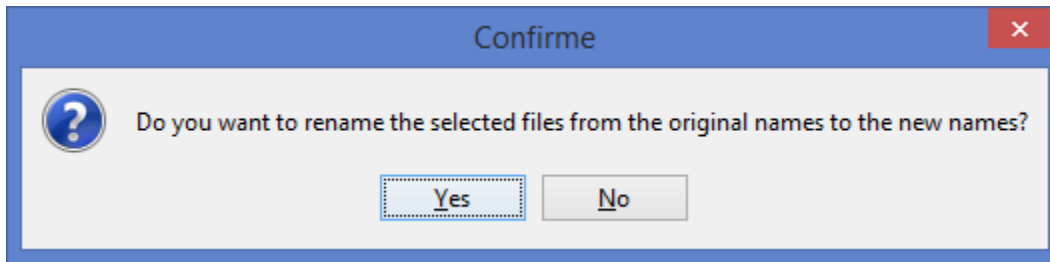 Confirme
Do you want to rename the selected files from the original names to the new names?
Yes No